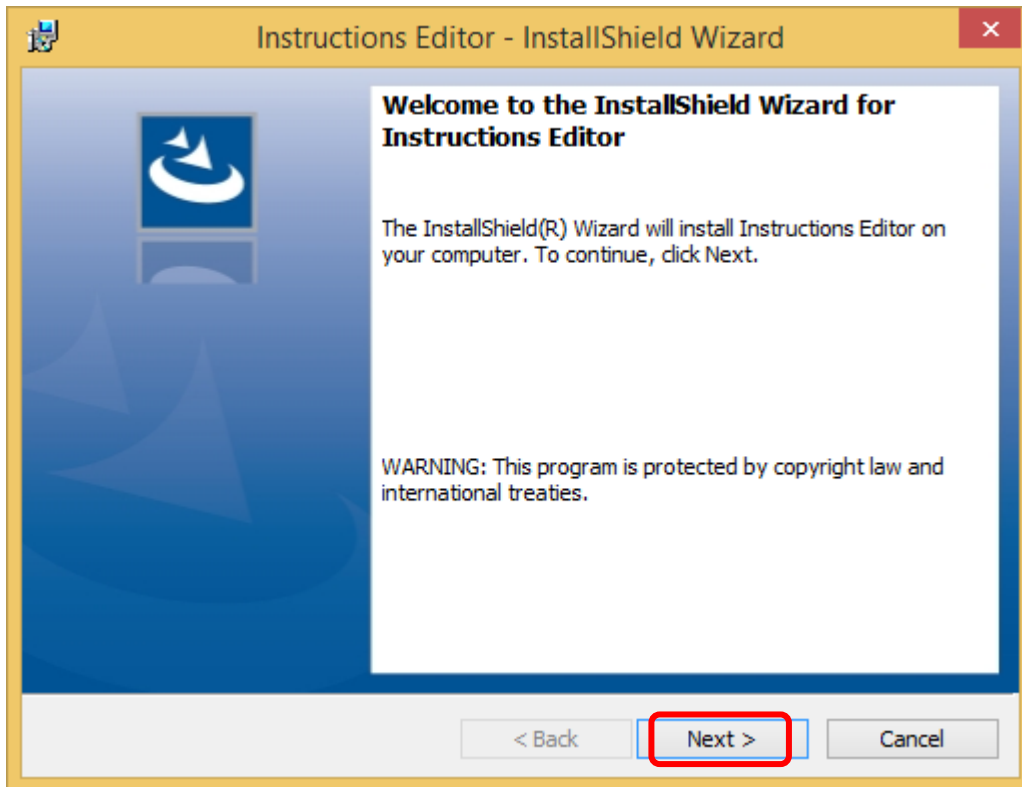 Instructions Editor - InstallShield Wizard
Welcome to the InstallShield Wizard for
Instructions Editor
The InstallShield(R) Wizard will install Instructions Editor on
your computer. To continue, click Next.
WARNING: This program is protected by copyright law and
international treaties.
< Back
Next >
Cancel